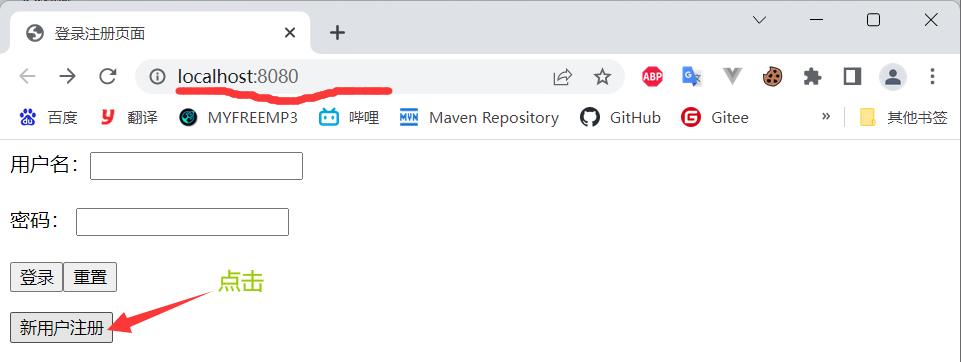 登录注册页面
localhost:8080
ABP
百度
翻译
MYFREEMP3
哔哩
MVN
Maven Repository
GitHub
G
Gitee
»
其他书签
用户名：
密码：
登录 重置
点击
新用户注册